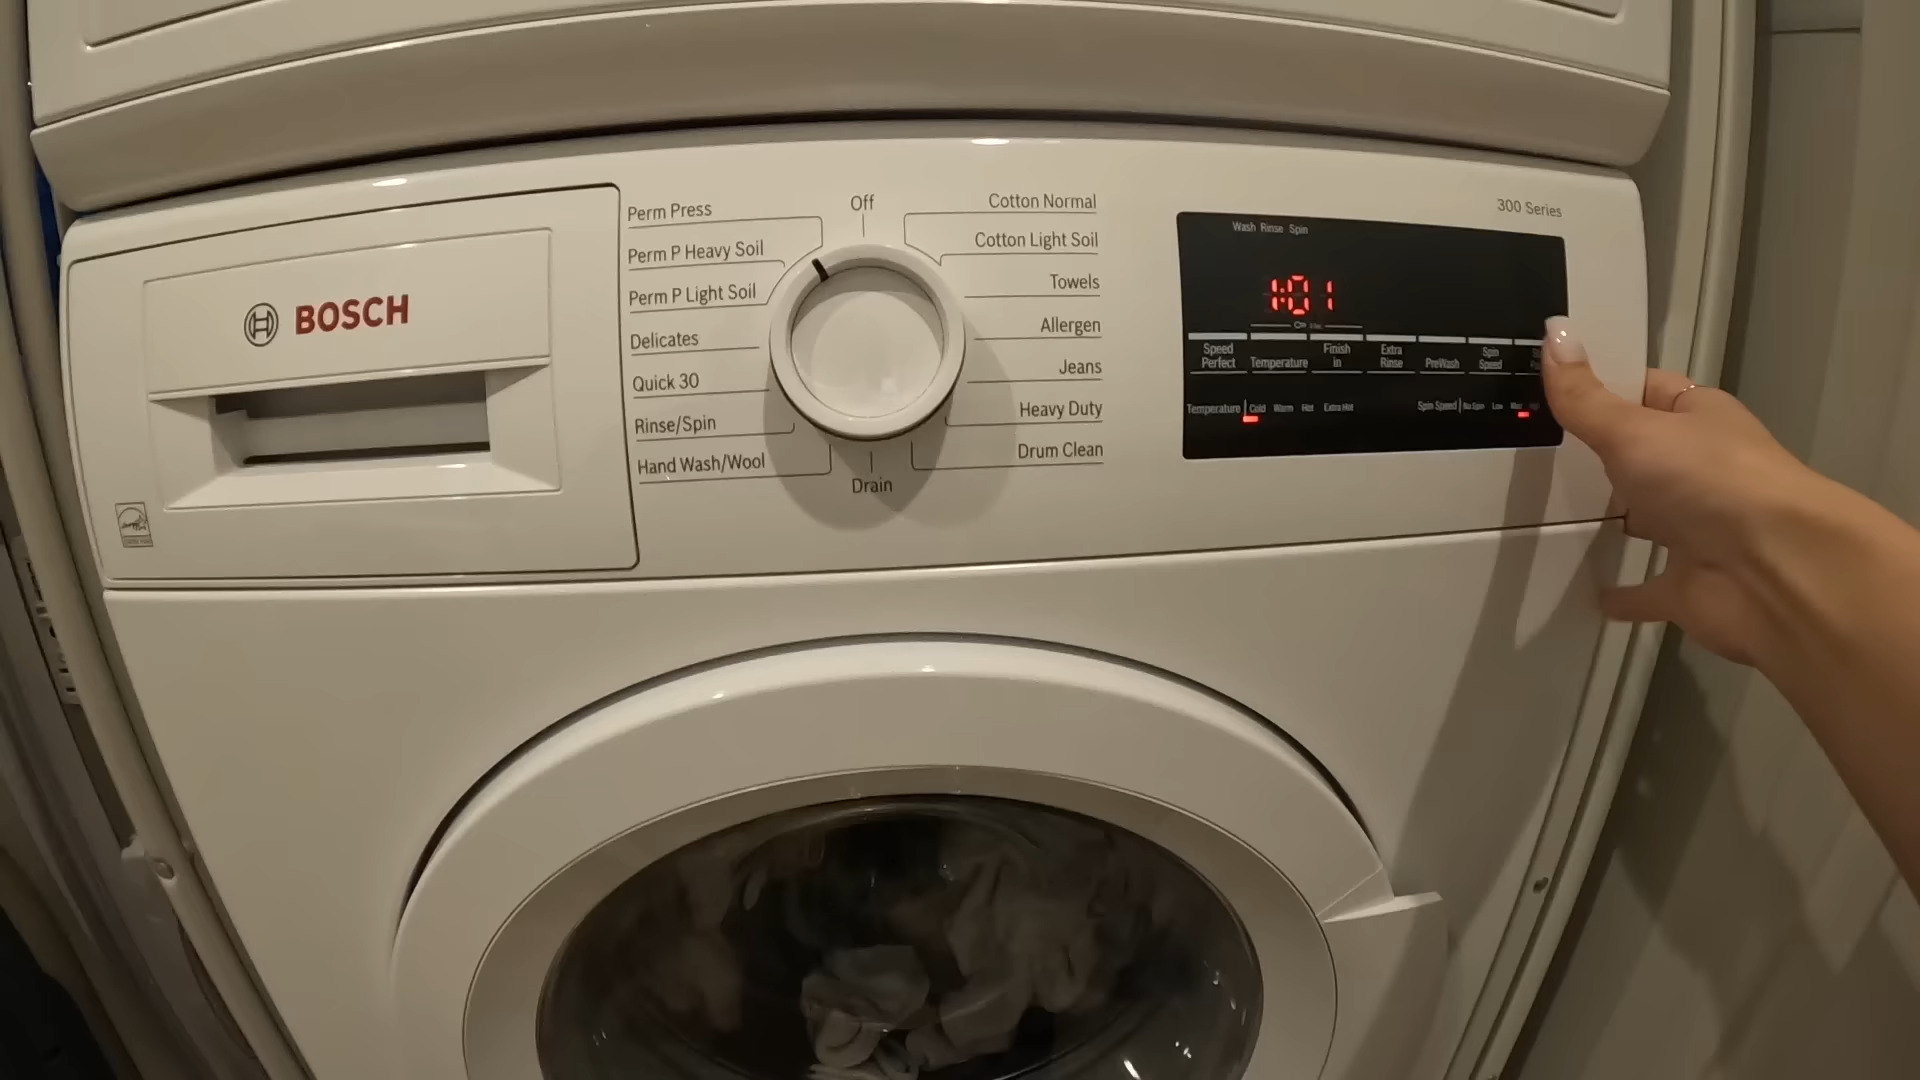 BOSCH
Perm Press
Perm P Heavy Soil
Perm P Light Soil
Delicates
Quick 30
Rinse/Spin
Hand Wash/Wool
Off
Drain
Cotton Normal
Cotton Light Soil
Towels
Allergen
Jeans
Heavy Duty
Drum Clean
300 Series
Wash Rinse Spin
1:01
Speed Perfect
Temperature
Finish in
Extra Rinse
PreWash
Spin Speed
Temperature Cold Warm Hot Extra Hot
Spin Speed No Spin Low